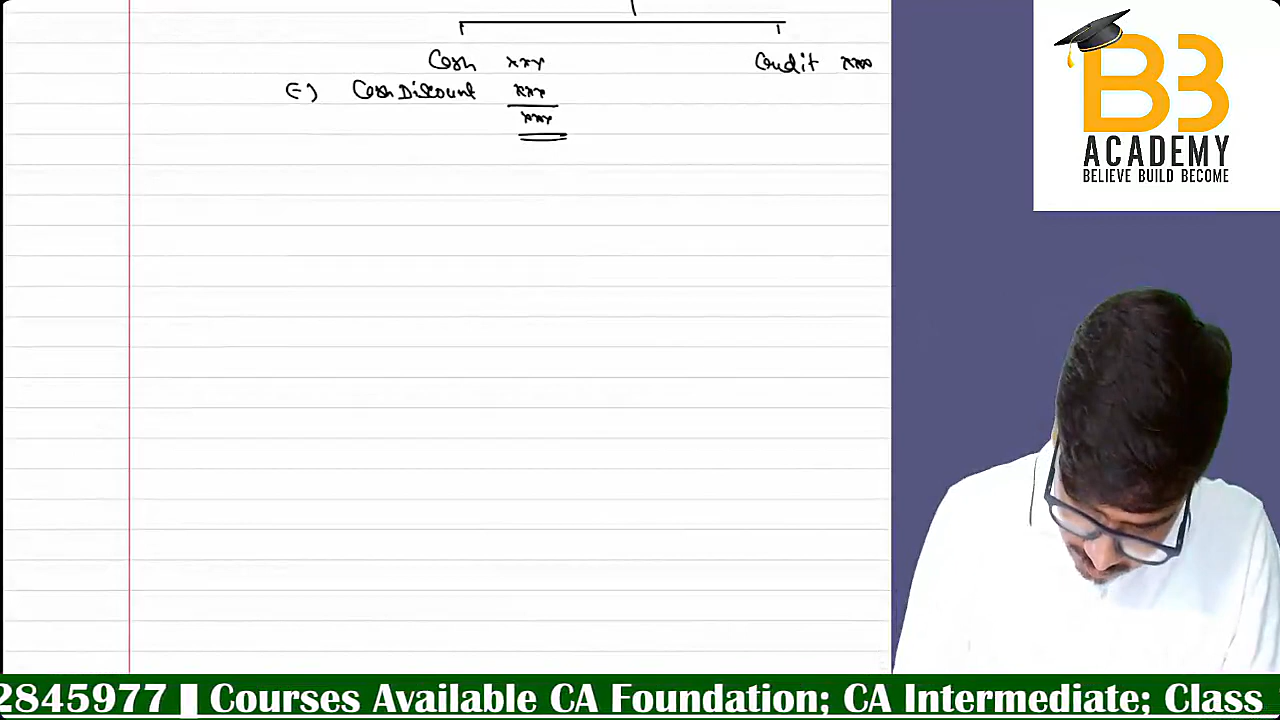 Cash xxx
Credit xxx
(-) Cash Discount xxx
xxx
B3
ACADEMY
BELIEVE BUILD BECOME
2845977 ❚ Courses Available CA Foundation; CA Intermediate; Class